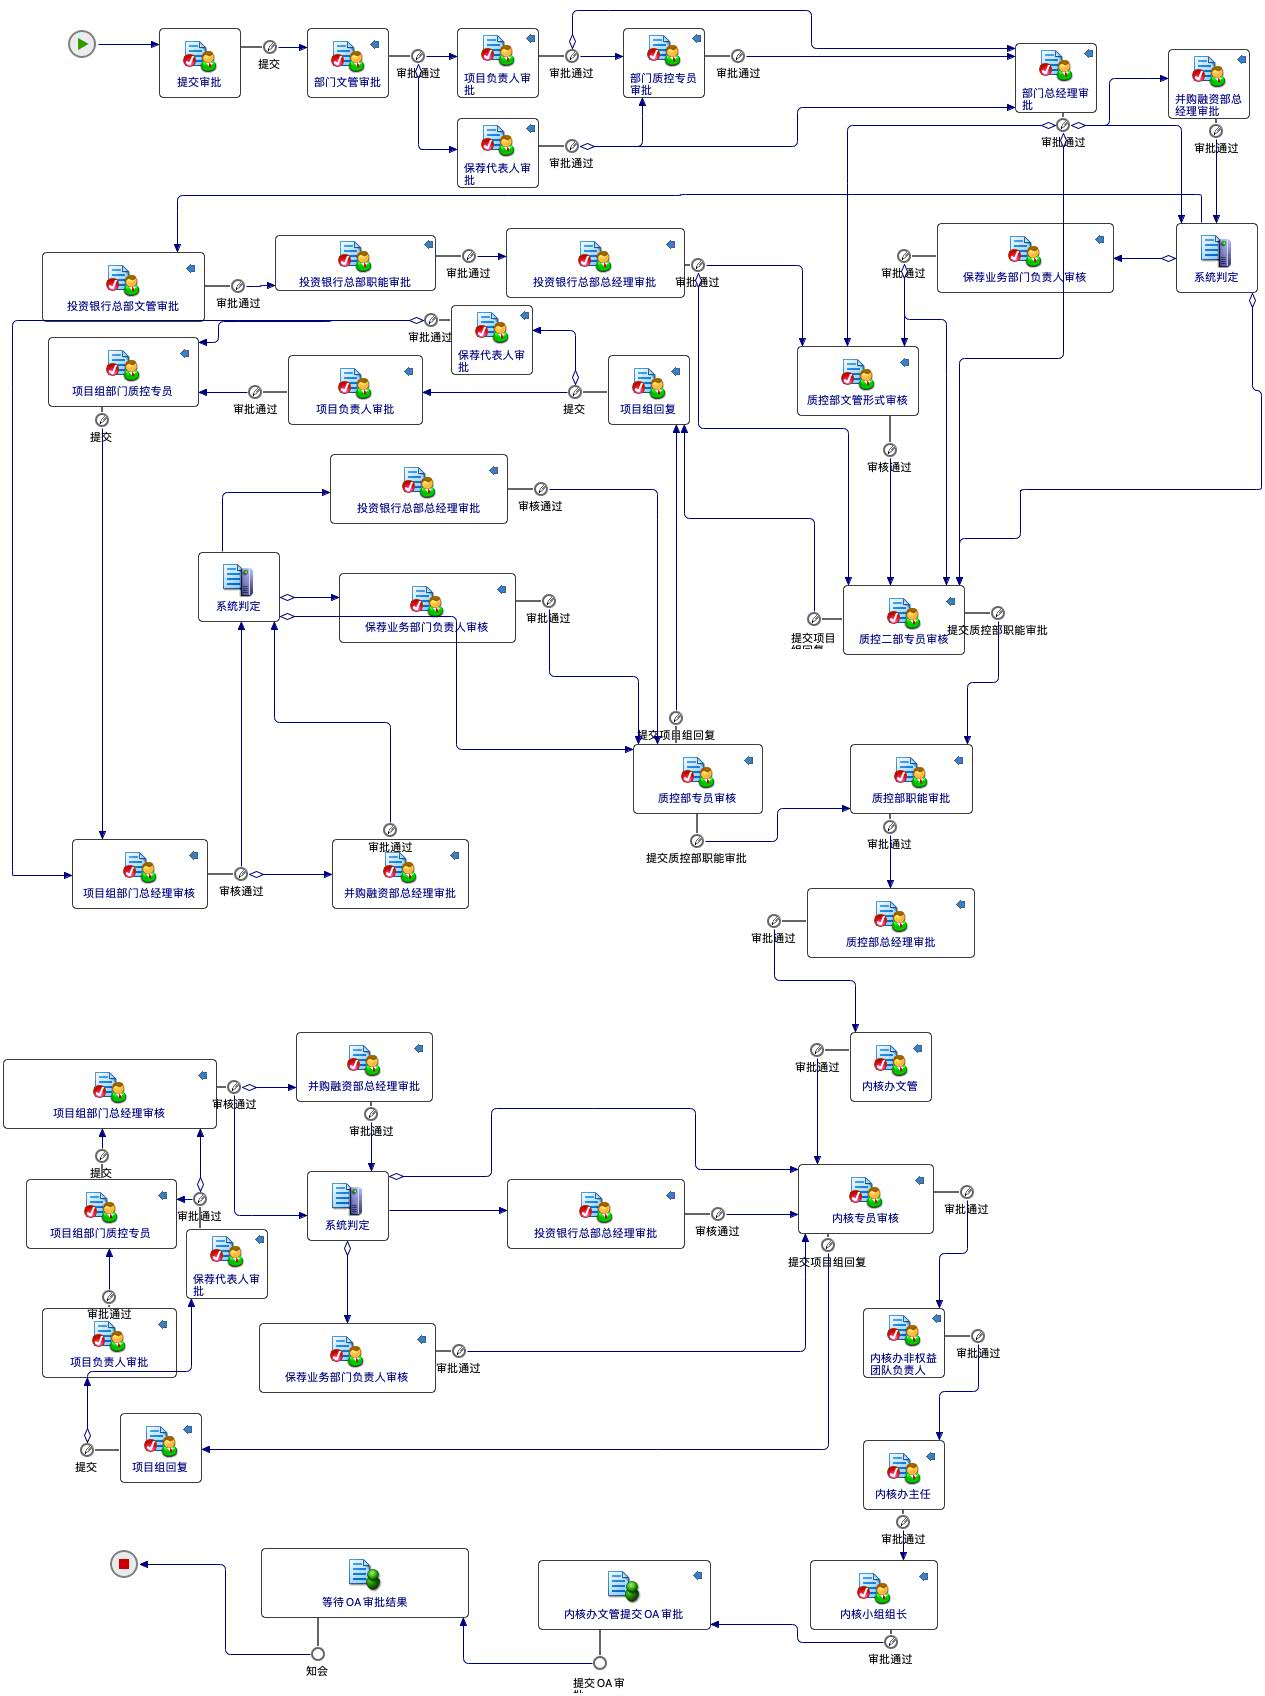 提交审批
提交
部门文管审批
审批通过
项目负责人审
批
审批通过
部门质控专员
审批
审批通过
部门总经理审
批
审批通过
并购融资部总
经理审批
审批通过
保荐代表人审
批
审批通过
投资银行总部文管审批
审批通过
投资银行总部职能审批
审批通过
投资银行总部总经理审批
审批通过
审批通过
保荐业务部门负责人审核
系统判定
审批通过
保荐代表人审
批
项目组部门质控专员
提交
审批通过
项目负责人审批
提交
项目组回复
质控部文管形式审核
审核通过
投资银行总部总经理审批
审核通过
系统判定
保荐业务部门负责人审核
审批通过
提交项目
组回复
质控二部专员审核
提交质控部职能审批
提交项目组回复
质控部专员审核
提交质控部职能审批
质控部职能审批
审批通过
项目组部门总经理审核
审核通过
审批通过
并购融资部总经理审批
审批通过
质控部总经理审批
审批通过
内核办文管
项目组部门总经理审核
审核通过
并购融资部总经理审批
审批通过
提交
项目组部门质控专员
审批通过
保荐代表人审
批
系统判定
投资银行总部总经理审批
审核通过
内核专员审核
审批通过
提交项目组回复
审批通过
项目负责人审批
保荐业务部门负责人审核
审批通过
内核办非权益
团队负责人
审批通过
提交
项目组回复
内核办主任
审批通过
等待OA审批结果
知会
内核办文管提交OA审批
提交OA审
批
内核小组组长
审批通过